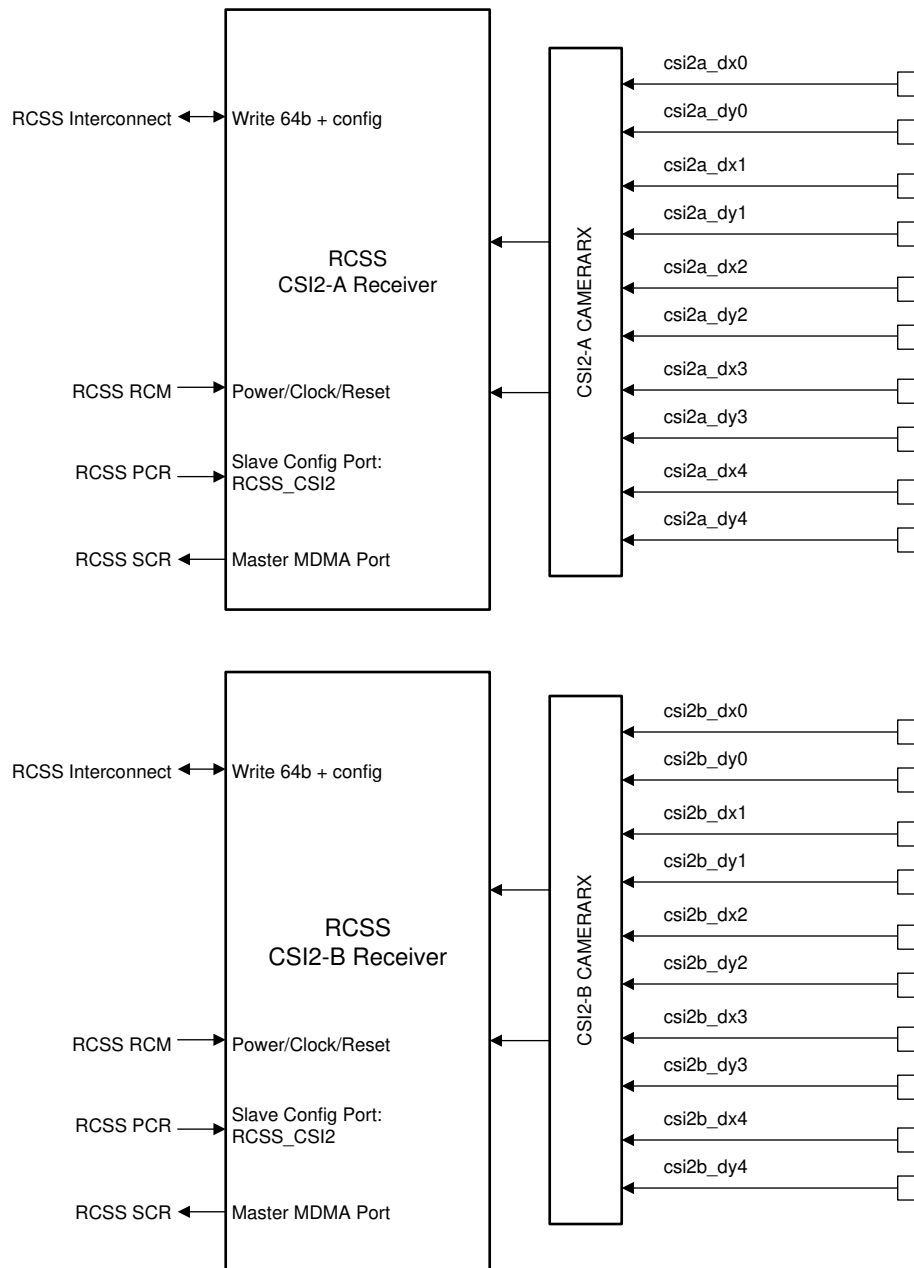 csi2a_dx0
RCSS Interconnect
Write 64b + config
csi2a_dy0
csi2a_dx1
csi2a_dy1
RCSS
CSI2-A Receiver
CSI2-A CAMERARX
csi2a_dx2
csi2a_dy2
csi2a_dx3
RCSS RCM
Power/Clock/Reset
csi2a_dy3
RCSS PCR
Slave Config Port:
RCSS_CSI2
csi2a_dx4
csi2a_dy4
RCSS SCR
Master MDMA Port
csi2b_dx0
RCSS Interconnect
Write 64b + config
csi2b_dy0
csi2b_dx1
csi2b_dy1
RCSS
CSI2-B Receiver
CSI2-B CAMERARX
csi2b_dx2
csi2b_dy2
csi2b_dx3
RCSS RCM
Power/Clock/Reset
csi2b_dy3
RCSS PCR
Slave Config Port:
RCSS_CSI2
csi2b_dx4
csi2b_dy4
RCSS SCR
Master MDMA Port